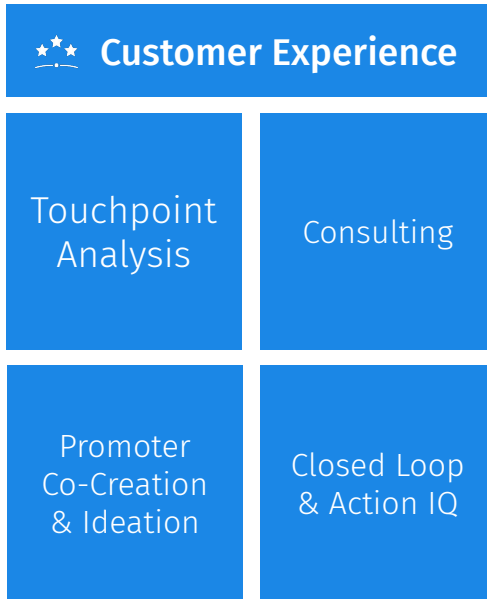 Customer Experience
Touchpoint
Analysis
Consulting
Promoter
Co-Creation
& Ideation
Closed Loop
& Action IQ